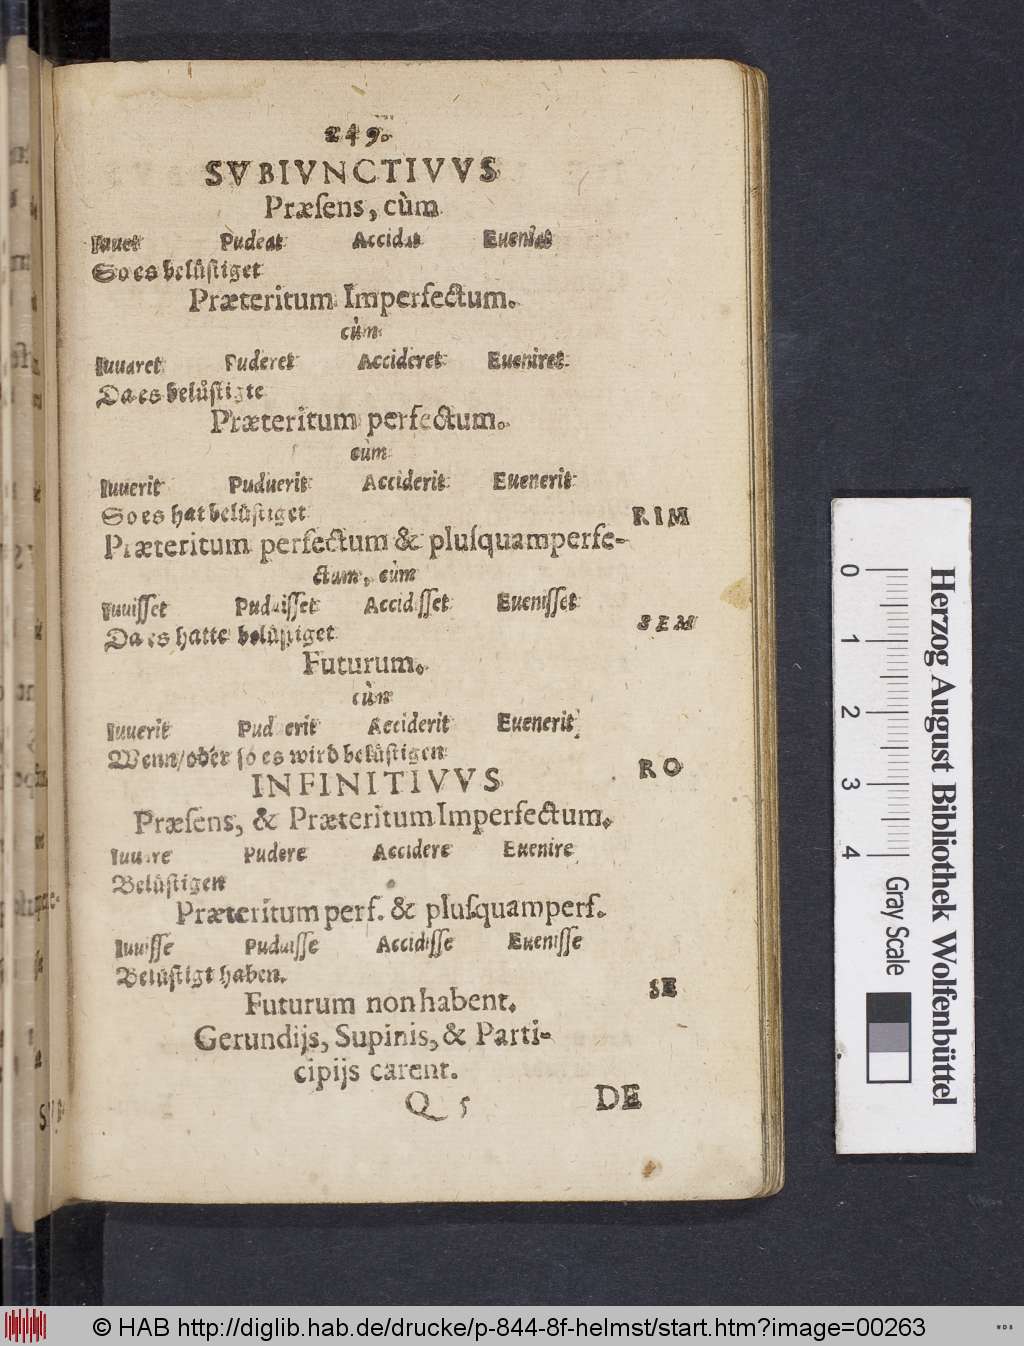 249.
SVBIVNCTIVVS
Præſens, cùm
Iuuet Pudeat Accidat Eueniat
So es belůſtiget
Præteritum Imperfectum.
cùm
Iuuaret Puderet Accideret Eueniret
Da es belůſtigte
Præteritum perfectum.
cùm
Iuuerit Puduerit Acciderit Euenerit
So es hat belůſtiget RIM
Præteritum perfectum & pluſquamperfe-
ctum, cùm
Iuuiſſet Puduiſſet Accidiſſet Eueniſſet
Da es hatte belůſtiget SEM
Futurum.
cùm
Iuuerit Puduerit Acciderit Euenerit
Wenn/oder ſo es wird belůſtigen
INFINITIVVS RO
Præſens, & Præteritum Imperfectum.
Iuuare Pudere Accidere Euenire
Belůſtigen
Præteritum perf. & pluſquamperf.
Iuuiſſe Puduiſſe Accidiſſe Eueniſſe
Belůſtigt haben.
Futurum non habent. SE
Gerundijs, Supinis, & Parti-
cipijs carent.
Q 5 DE
0 1 2 3 4
Herzog August Bibliothek Wolfenbüttel
Gray Scale
© HAB http://diglib.hab.de/drucke/p-844-8f-helmst/start.htm?image=00263